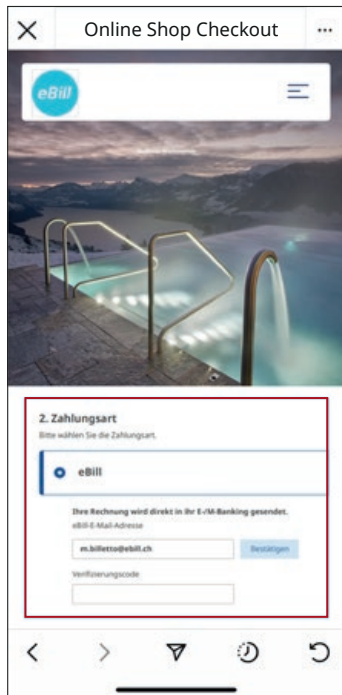 Online Shop Checkout
eBill
2. Zahlungsart
Bitte wählen Sie die Zahlungsart.
eBill
Ihre Rechnung wird direkt in ihr E-/M-Banking gesendet.
eBill-E-Mail-Adresse
m.billetto@ebill.ch Bestätigen
Verifizierungscode